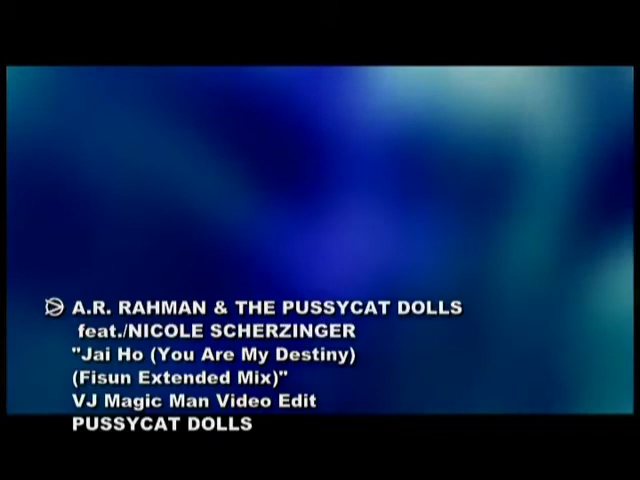 A.R. RAHMAN & THE PUSSYCAT DOLLS
feat./NICOLE SCHERZINGER
"Jai Ho (You Are My Destiny)
(Fisun Extended Mix)"
VJ Magic Man Video Edit
PUSSYCAT DOLLS